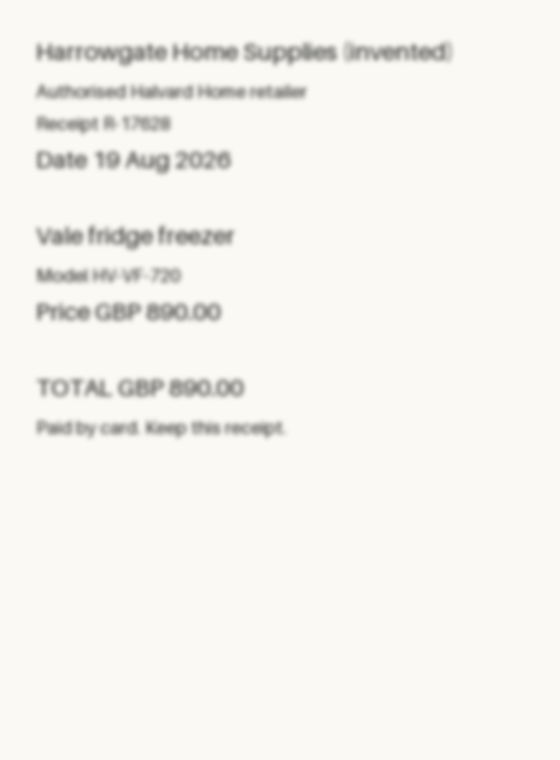 Harrowgate Home Supplies (invented)
Authorised Halvard Home retailer
Receipt R-17628
Date 19 Aug 2026
Vale fridge freezer
Model HV-VF-720
Price GBP 890.00
TOTAL GBP 890.00
Paid by card. Keep this receipt.